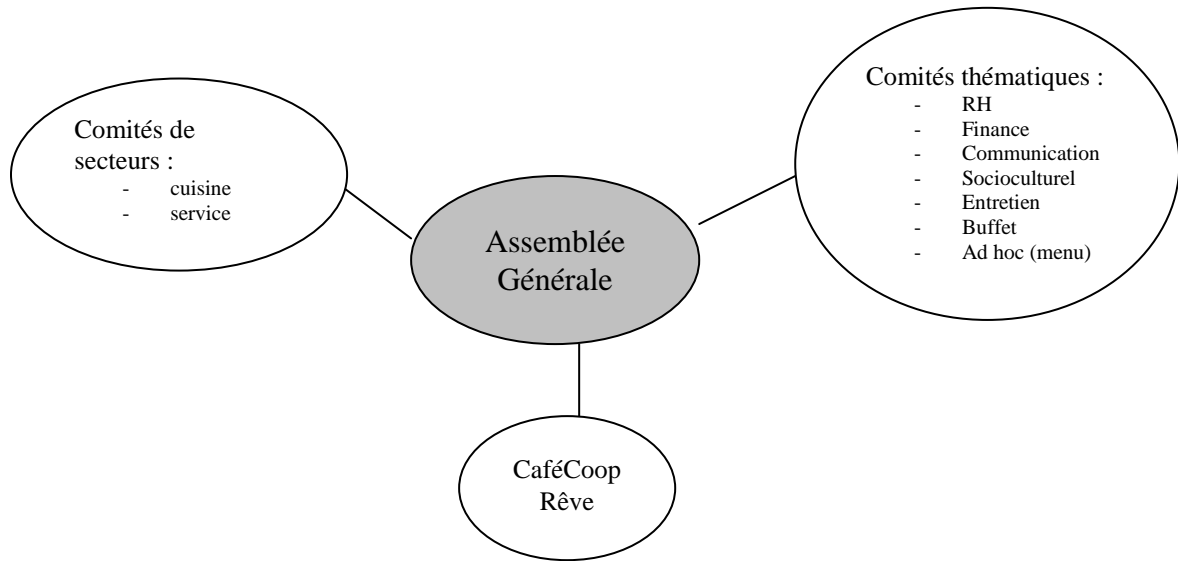 Comités de
secteurs :
- cuisine
- service
Assemblée
Générale
Comités thématiques :
- RH
- Finance
- Communication
- Socioculturel
- Entretien
- Buffet
- Ad hoc (menu)
CaféCoop
Rêve